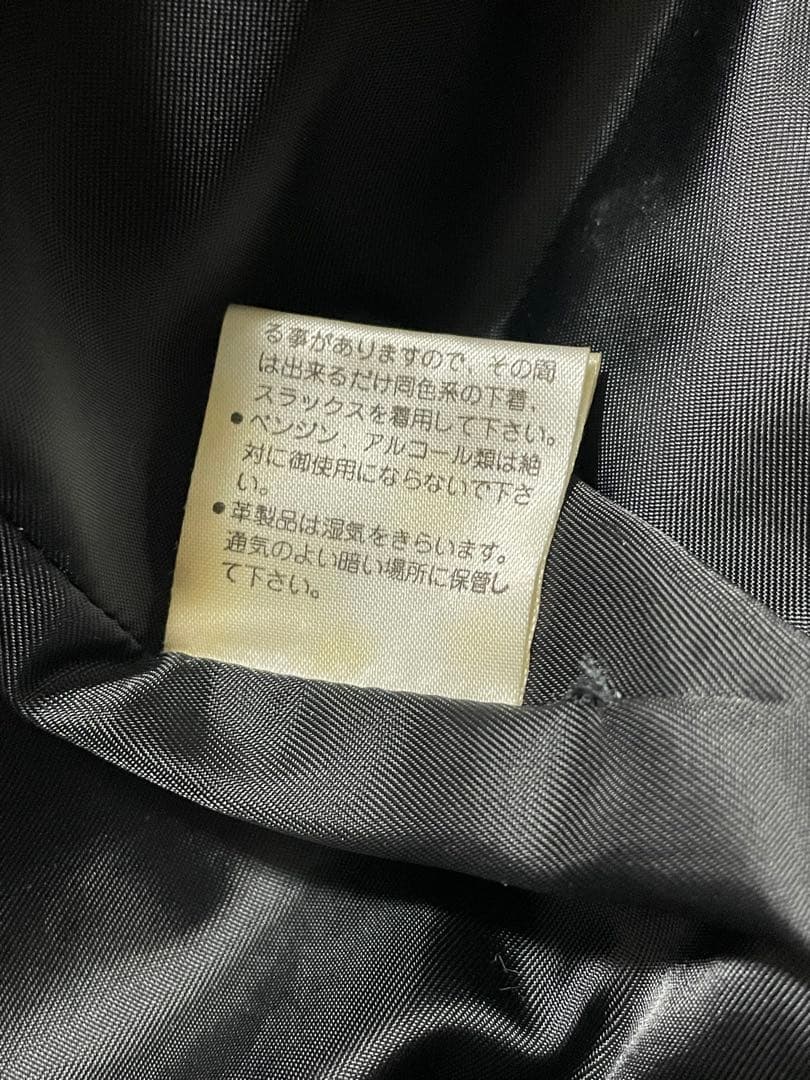 る事がありますので、その間
は出来るだけ同色系の下着、
スラックスを着用して下さい。
●ベンジン、アルコール類は絶
対に御使用にならないで下さ
い。
●革製品は湿気をきらいます。
通気のよい暗い場所に保管し
て下さい。